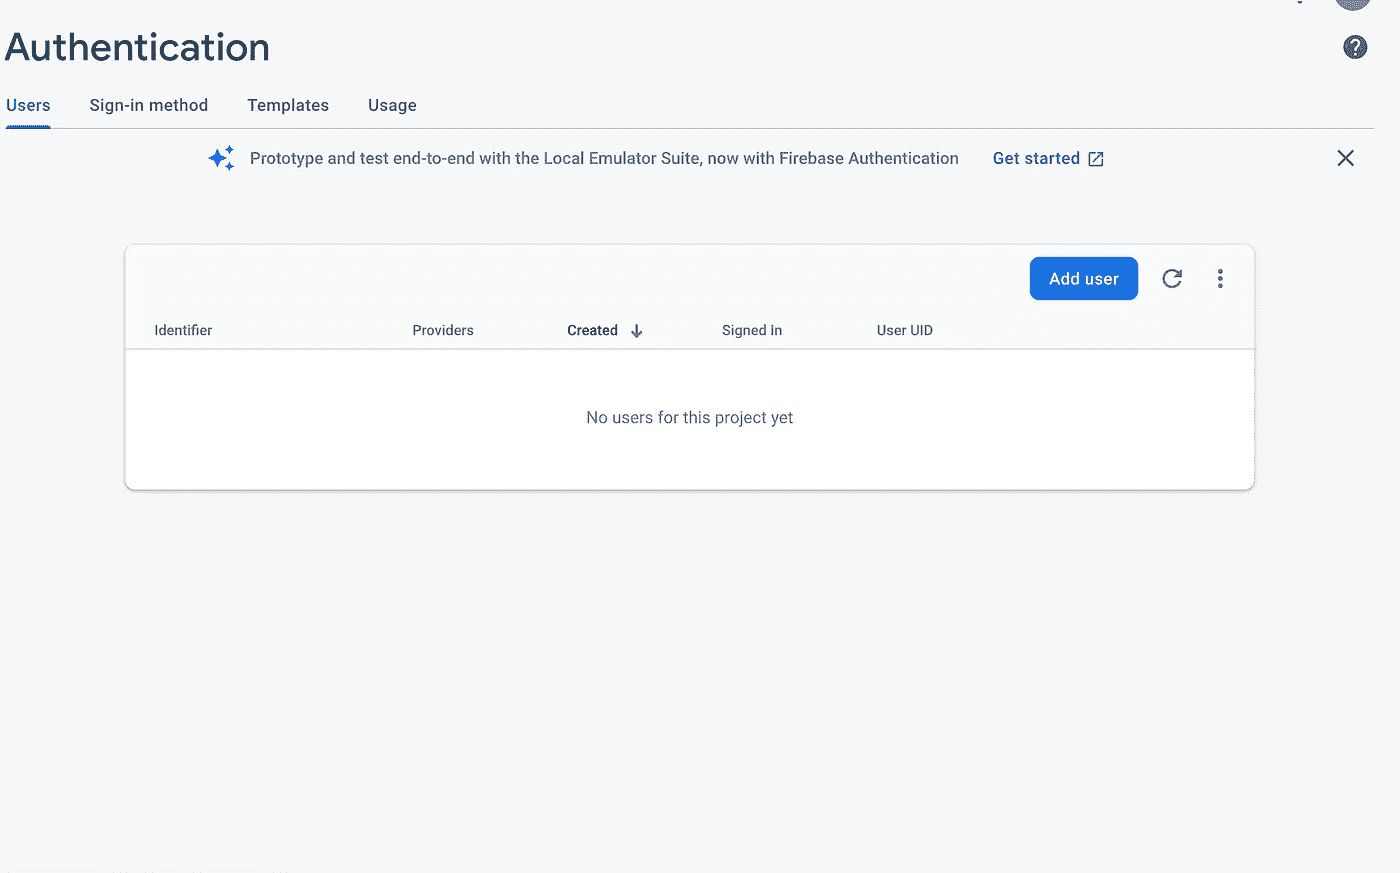 Authentication
Users Sign-in method Templates Usage
Prototype and test end-to-end with the Local Emulator Suite, now with Firebase Authentication Get started
Add user
Identifier Providers Created Signed In User UID
No users for this project yet